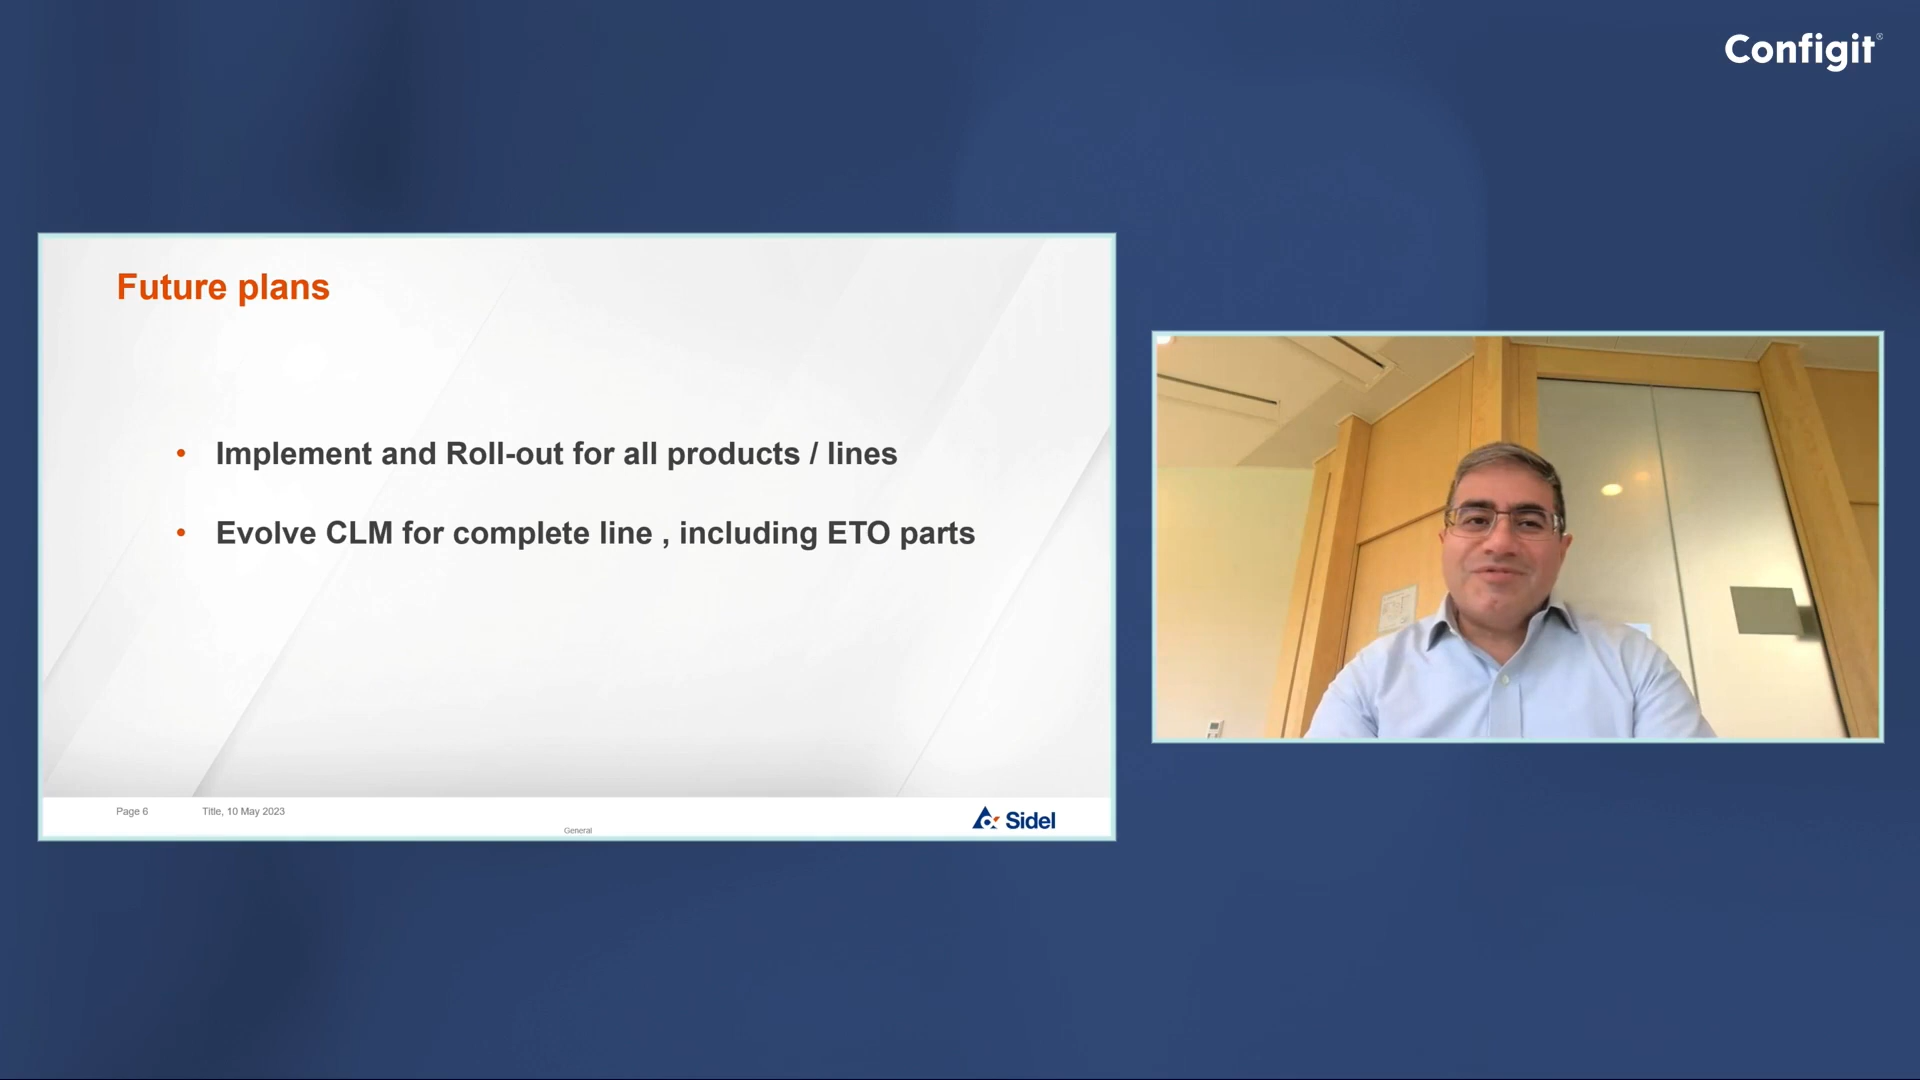 Configit®
Future plans
• Implement and Roll-out for all products / lines
• Evolve CLM for complete line , including ETO parts
Page 6 Title, 10 May 2023
General
Sidel